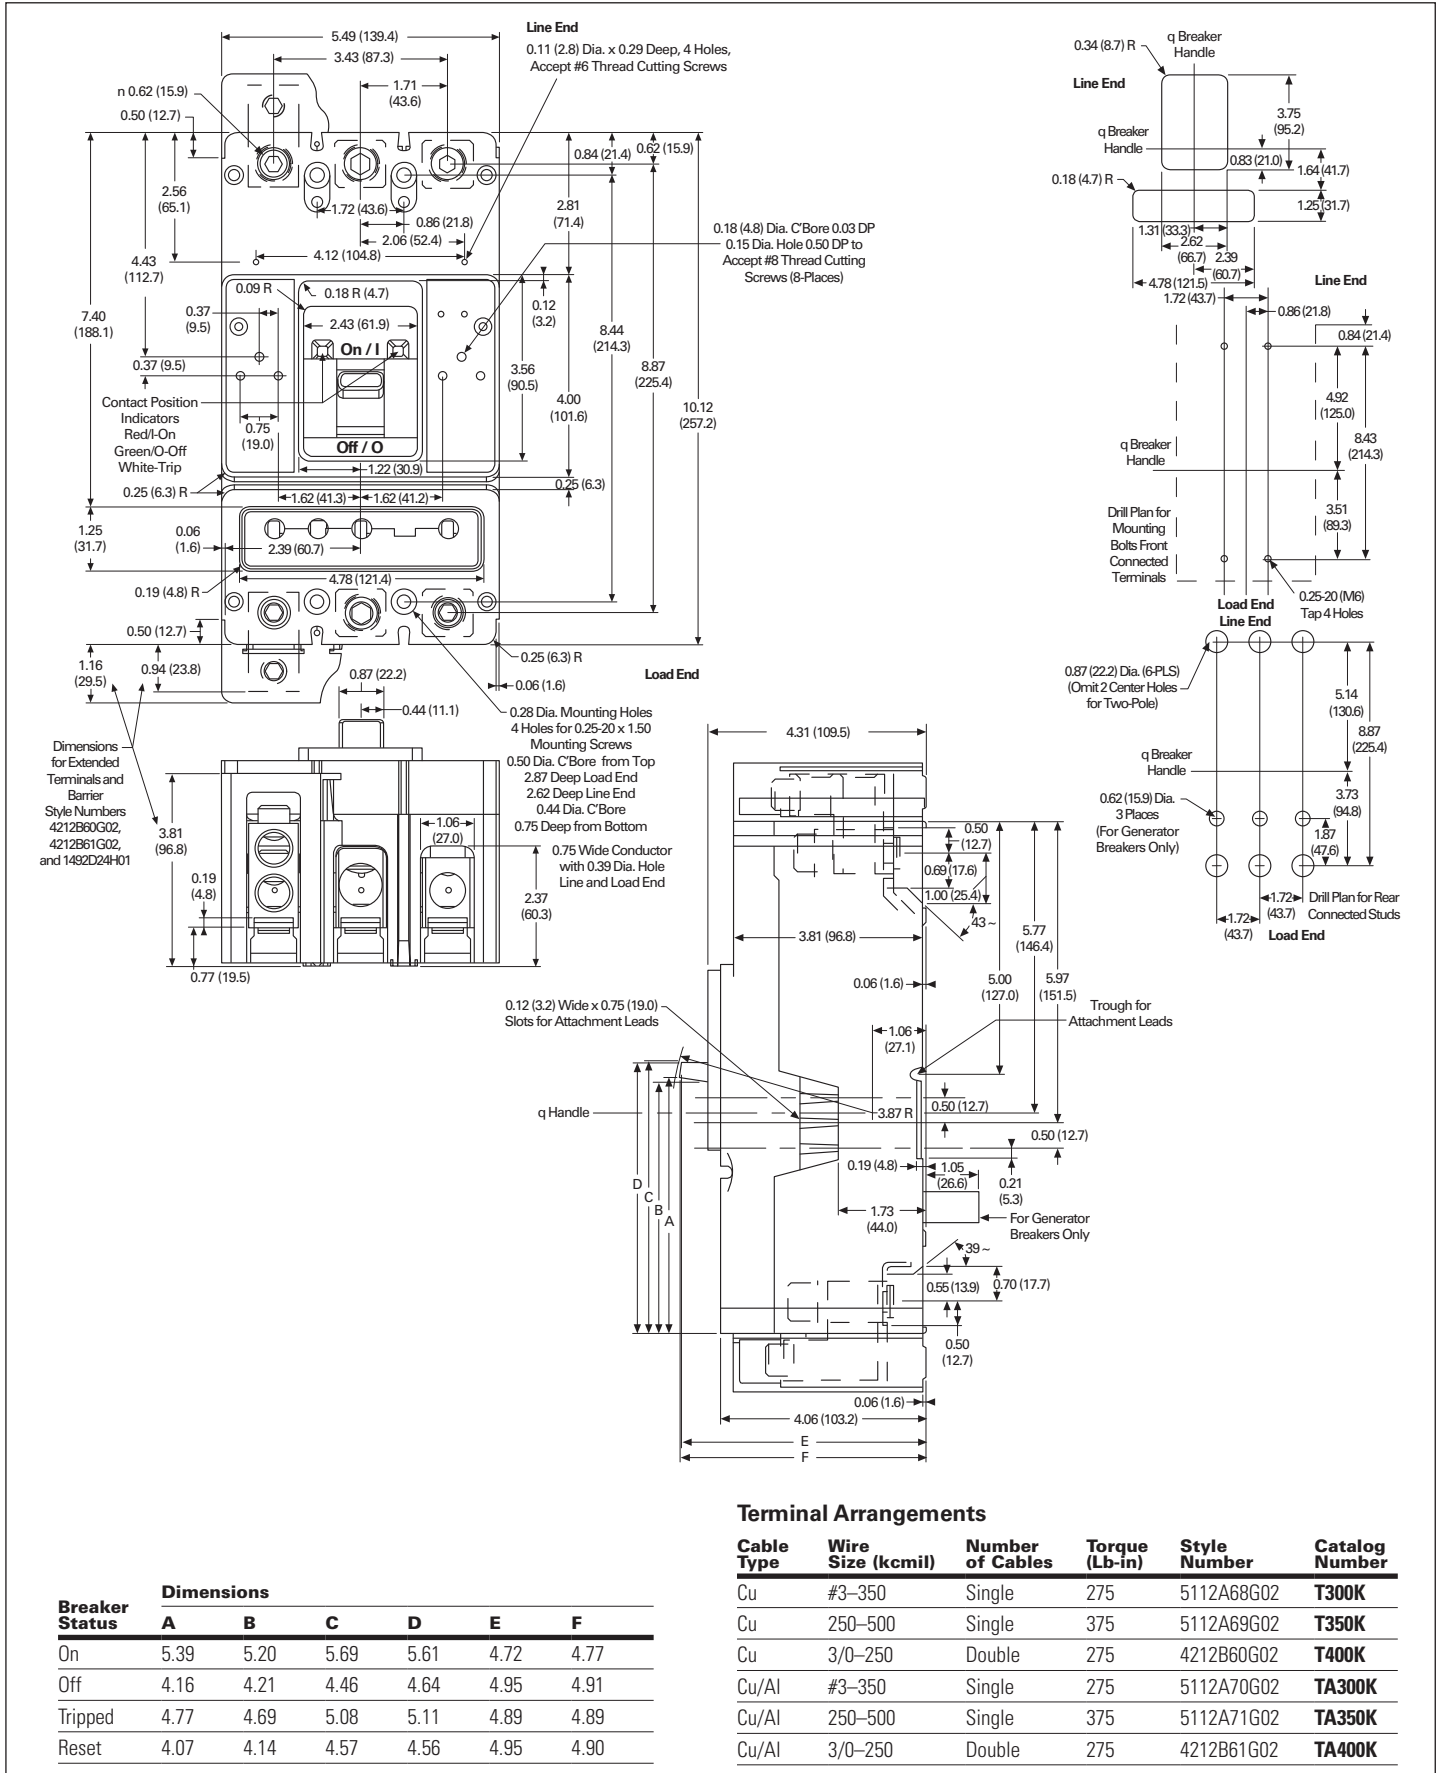 Line End
0.11 (2.8) Dia. x 0.29 Deep, 4 Holes,
Accept #6 Thread Cutting Screws
5.49 (139.4)
3.43 (87.3)
1.71
(43.6)
n 0.62 (15.9)
0.50 (12.7)
0.84 (21.4)
0.62 (15.9)
2.56
(65.1)
4.43
(112.7)
7.40
(188.1)
1.72 (43.6)
0.86 (21.8)
2.06 (52.4)
4.12 (104.8)
2.81
(71.4)
0.18 (4.8) Dia. C'Bore 0.03 DP
0.15 Dia. Hole 0.50 DP to
Accept #8 Thread Cutting
Screws (8-Places)
0.09 R
0.18 R (4.7)
0.12
(3.2)
0.37
(9.5)
2.43 (61.9)
On / I
0.37 (9.5)
3.56
(90.5)
4.00
(101.6)
8.44
(214.3)
8.87
(225.4)
10.12
(257.2)
Contact Position
Indicators
Red/I-On
Green/O-Off
White-Trip
0.75
(19.0)
Off / O
1.22 (30.9)
0.25 (6.3) R
0.25 (6.3)
1.62 (41.3)
1.62 (41.2)
1.25
(31.7)
0.06
(1.6)
2.39 (60.7)
4.78 (121.4)
0.19 (4.8) R
0.50 (12.7)
0.25 (6.3) R
Load End
1.16
(29.5)
0.94 (23.8)
0.87 (22.2)
0.06 (1.6)
0.44 (11.1)
0.28 Dia. Mounting Holes
4 Holes for 0.25-20 x 1.50
Mounting Screws
0.50 Dia. C'Bore from Top
2.87 Deep Load End
2.62 Deep Line End
0.44 Dia. C'Bore
0.75 Deep from Bottom
0.75 Wide Conductor
with 0.39 Dia. Hole
Line and Load End
Dimensions
for Extended
Terminals and
Barrier
Style Numbers
4212B60G02,
4212B61G02,
and 1492D24H01
3.81
(96.8)
1.06
(27.0)
0.19
(4.8)
2.37
(60.3)
0.77 (19.5)
q Breaker
Handle
0.34 (8.7) R
Line End
3.75
(95.2)
q Breaker
Handle
0.83 (21.0)
1.64 (41.7)
0.18 (4.7) R
1.25 (31.7)
1.31 (33.3)
2.62
(66.7)
2.39
(60.7)
4.78 (121.5)
Line End
1.72 (43.7)
0.86 (21.8)
0.84 (21.4)
4.92
(125.0)
8.43
(214.3)
q Breaker
Handle
3.51
(89.3)
Drill Plan for
Mounting
Bolts Front
Connected
Terminals
0.25-20 (M6)
Tap 4 Holes
Load End
Line End
0.87 (22.2) Dia. (6-PLS)
(Omit 2 Center Holes
for Two-Pole)
5.14
(130.6)
8.87
(225.4)
q Breaker
Handle
0.62 (15.9) Dia.
3 Places
(For Generator
Breakers Only)
3.73
(94.8)
1.87
(47.6)
1.72
(43.7)
Drill Plan for Rear
Connected Studs
1.72
(43.7)
Load End
4.31 (109.5)
0.50
(12.7)
0.69 (17.6)
1.00 (25.4)
43 ~
3.81 (96.8)
5.77
(146.4)
0.06 (1.6)
5.00
(127.0)
5.97
(151.5)
0.12 (3.2) Wide x 0.75 (19.0)
Slots for Attachment Leads
Trough for
Attachment Leads
1.06
(27.1)
q Handle
3.87 R
0.50 (12.7)
0.50 (12.7)
0.19 (4.8)
1.05
(26.6)
0.21
(5.3)
D
C
B
A
1.73
(44.0)
For Generator
Breakers Only
39 ~
0.55 (13.9)
0.70 (17.7)
0.50
(12.7)
0.06 (1.6)
4.06 (103.2)
E
F
Breaker Status Dimensions
A B C D E F
On 5.39 5.20 5.69 5.61 4.72 4.77
Off 4.16 4.21 4.46 4.64 4.95 4.91
Tripped 4.77 4.69 5.08 5.11 4.89 4.89
Reset 4.07 4.14 4.57 4.56 4.95 4.90
Terminal Arrangements
Cable Type Wire Size (kcmil) Number of Cables Torque (Lb-in) Style Number Catalog Number
Cu #3–350 Single 275 5112A68G02 T300K
Cu 250–500 Single 375 5112A69G02 T350K
Cu 3/0–250 Double 275 4212B60G02 T400K
Cu/Al #3–350 Single 275 5112A70G02 TA300K
Cu/Al 250–500 Single 375 5112A71G02 TA350K
Cu/Al 3/0–250 Double 275 4212B61G02 TA400K